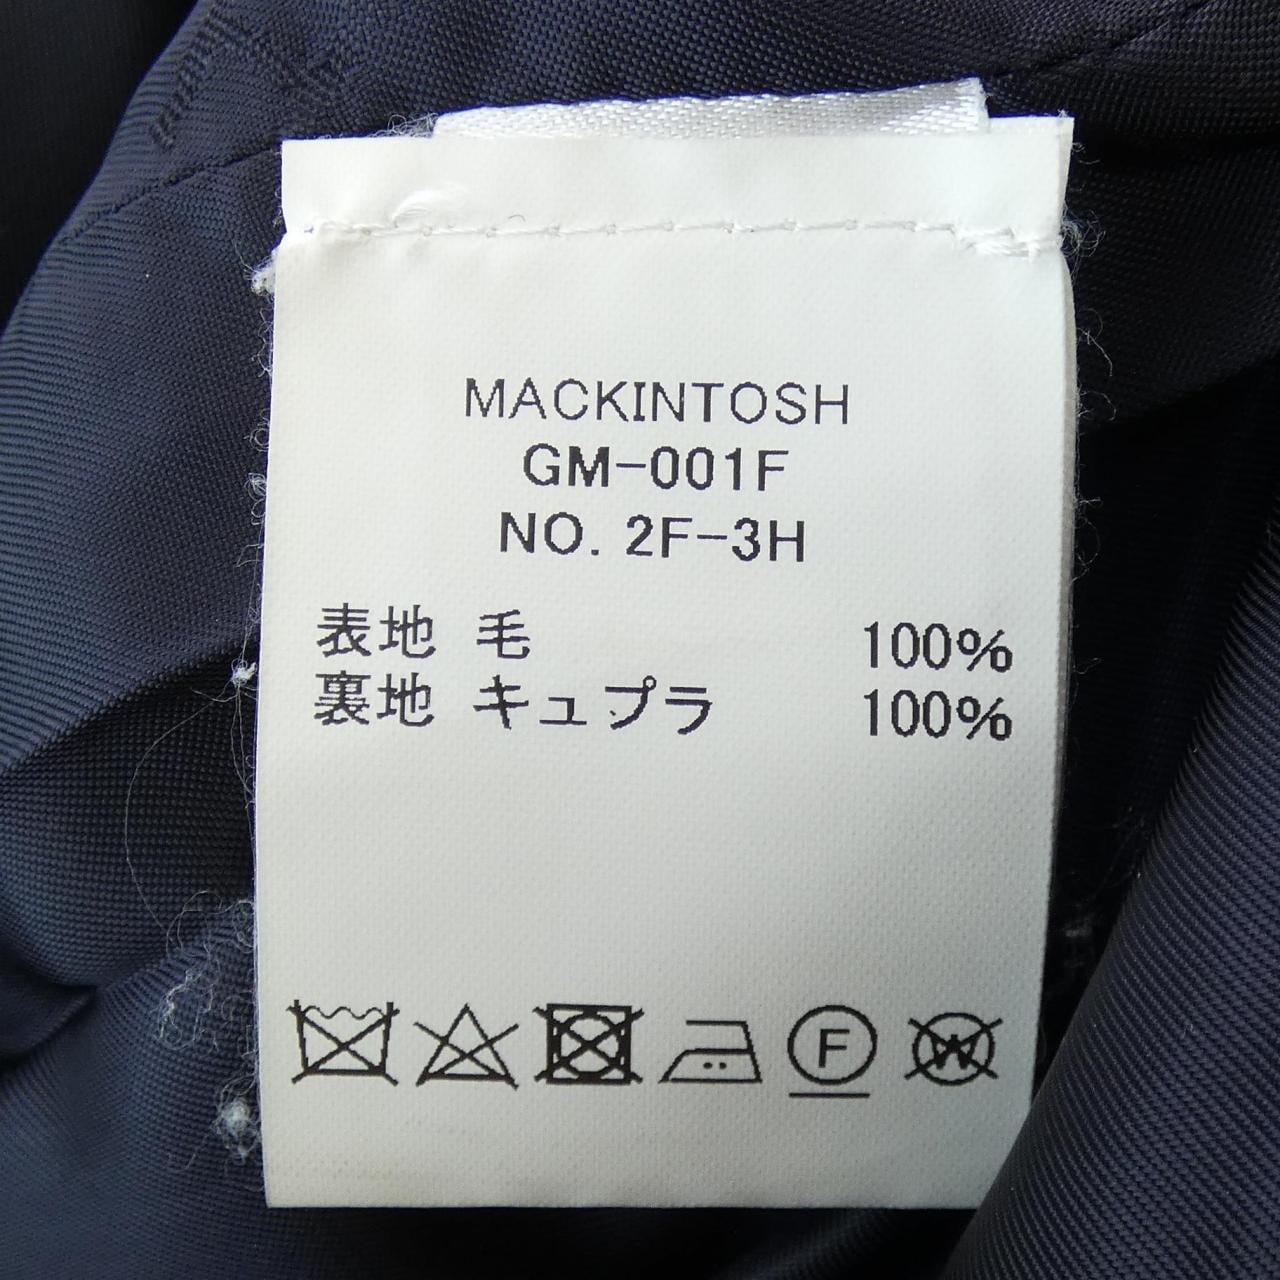 MACKINTOSH
GM-001F
NO. 2F-3H
表地 毛 100%
裏地 キュプラ 100%
F W